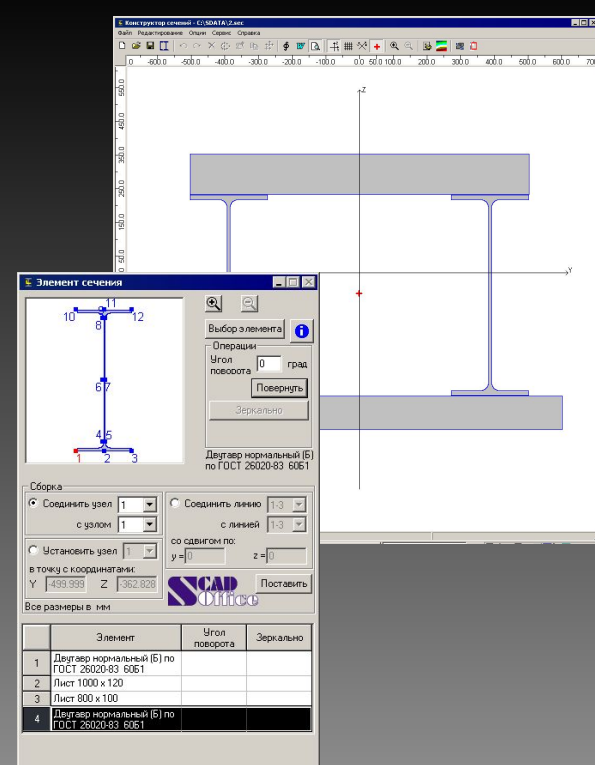 Конструктор сечений - C:\SDATA\2.sec
Файл Редактирование Опции Сервис Справка
.0 -600.0 -500.0 -400.0 -300.0 -200.0 -100.0 0.0 50.0 100.0 200.0 300.0 400.0 500.0 600.0 700
550.0
450.0
350.0
250.0
150.0
50.0
Z
Y
Элемент сечения
10 11 12
8
6 7
4 5
1 2 3
Выбор элемента
Операции
Угол поворота 0 град
Повернуть
Зеркально
Двутавр нормальный (Б)
по ГОСТ 26020-83 60Б1
Сборка
Соединить узел 1
с узлом 1
Соединить линию 1-3
с линией 1-3
со сдвигом по:
y = 0 z = 0
Установить узел 1
в точку с координатами:
Y -499.999 Z -362.828
SCAD Office
Поставить
Все размеры в мм
Элемент Угол поворота Зеркально
1 Двутавр нормальный (Б) по
ГОСТ 26020-83 60Б1
2 Лист 1000 x 120
3 Лист 800 x 100
4 Двутавр нормальный (Б) по
ГОСТ 26020-83 60Б1